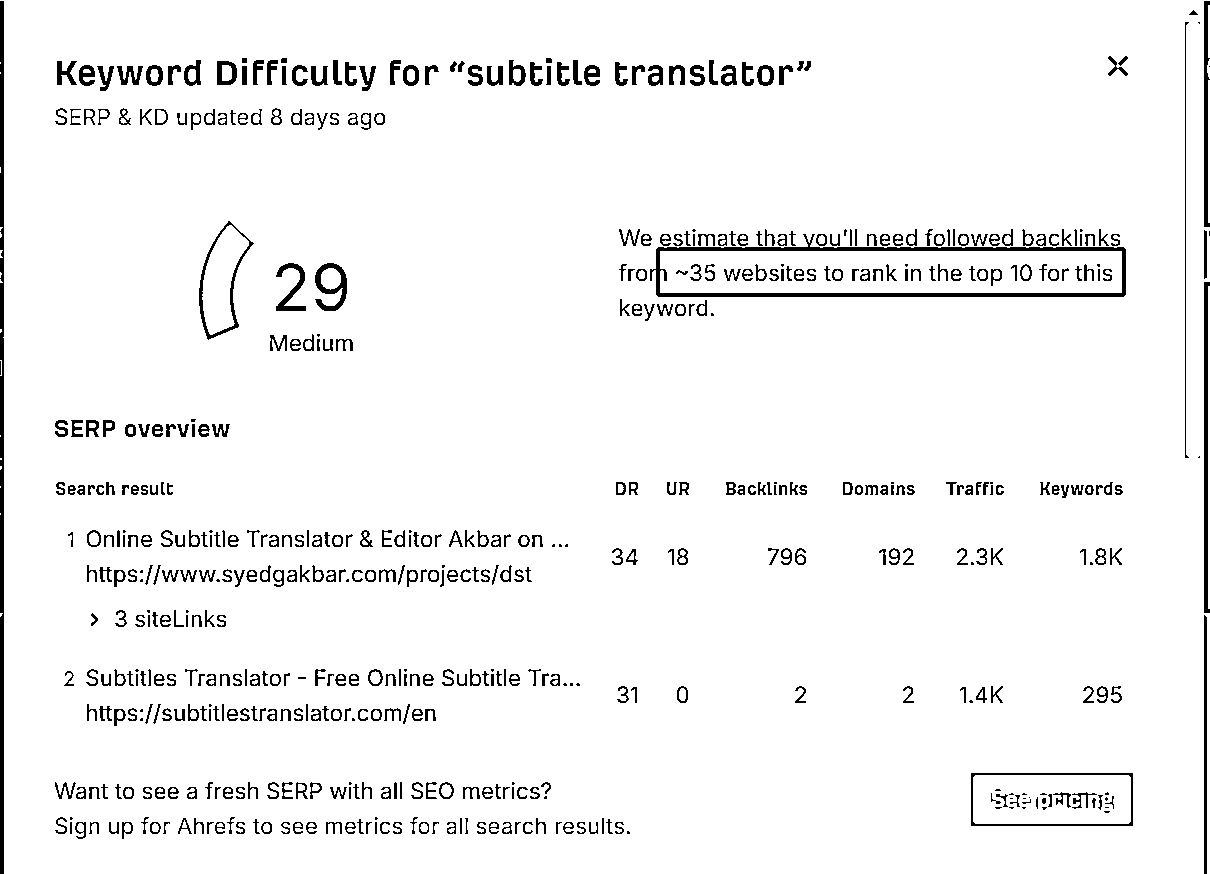 Keyword Difficulty for “subtitle translator”
SERP & KD updated 8 days ago
29
Medium
We estimate that you'll need followed backlinks
from ~35 websites to rank in the top 10 for this
keyword.
SERP overview
Search result DR UR Backlinks Domains Traffic Keywords
1 Online Subtitle Translator & Editor Akbar on ...
https://www.syedgakbar.com/projects/dst
34 18 796 192 2.3K 1.8K
3 siteLinks
2 Subtitles Translator - Free Online Subtitle Tra...
https://subtitlestranslator.com/en
31 0 2 2 1.4K 295
Want to see a fresh SERP with all SEO metrics?
Sign up for Ahrefs to see metrics for all search results.
See pricing